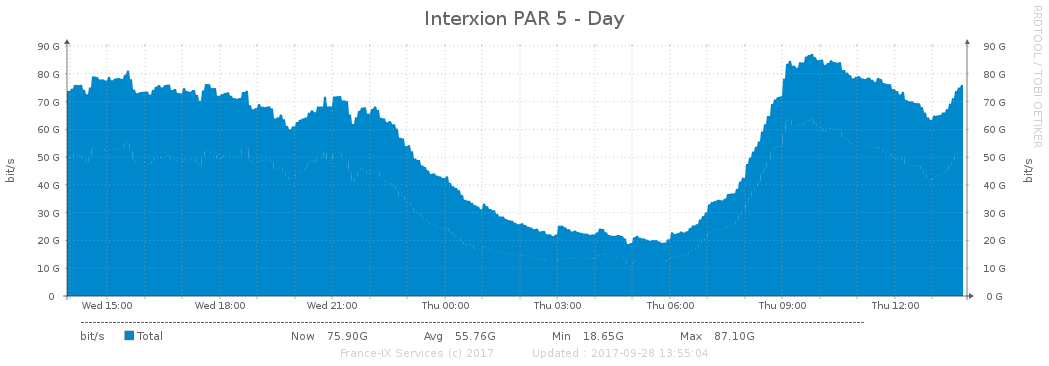 Interxion PAR 5 - Day
RRDTOOL / TOBI OETIKER
90 G 90 G
80 G 80 G
70 G 70 G
60 G 60 G
50 G 50 G
40 G 40 G
30 G 30 G
20 G 20 G
10 G 10 G
0 0 G
bit/s bit/s
Wed 15:00 Wed 18:00 Wed 21:00 Thu 00:00 Thu 03:00 Thu 06:00 Thu 09:00 Thu 12:00
bit/s Total Now 75.90G Avg 55.76G Min 18.65G Max 87.10G
France-IX Services (c) 2017 Updated : 2017-09-28 13:55:04